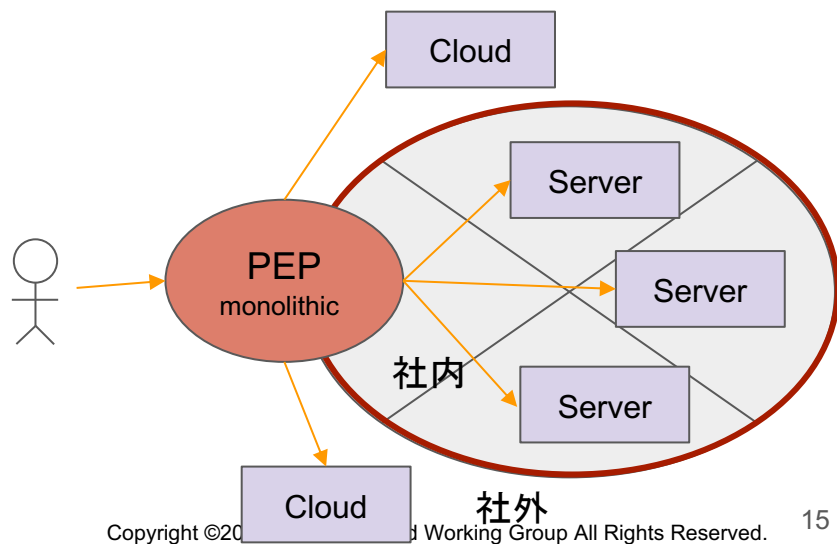 Cloud
Server
PEP
monolithic
Server
社内
Server
Cloud
社外
Copyright ©20 d Working Group All Rights Reserved.
15